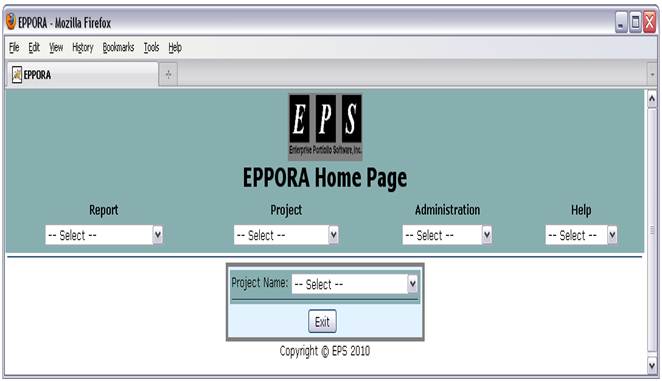 EPPORA - Mozilla Firefox
File Edit View History Bookmarks Tools Help
EPPORA
E P S
Enterprise Portfolio Software, Inc.
EPPORA Home Page
Report Project Administration Help
-- Select -- -- Select -- -- Select -- -- Select --
Project Name: -- Select --
Exit
Copyright © EPS 2010